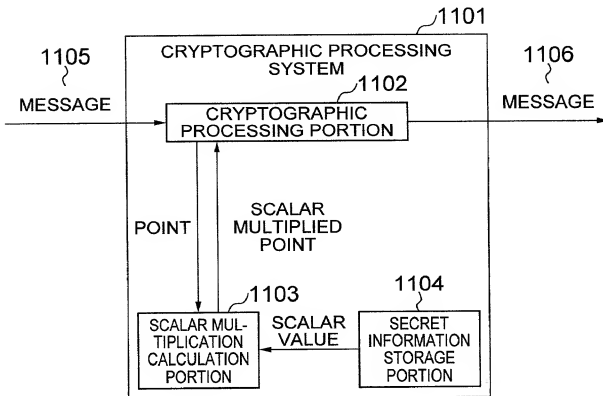 1101
CRYPTOGRAPHIC PROCESSING
SYSTEM
1105
1102
1106
MESSAGE
CRYPTOGRAPHIC
PROCESSING PORTION
MESSAGE
POINT
SCALAR
MULTIPLIED
POINT
1103
SCALAR MUL-
TIPLICATION
CALCULATION
PORTION
SCALAR
VALUE
1104
SECRET
INFORMATION
STORAGE
PORTION